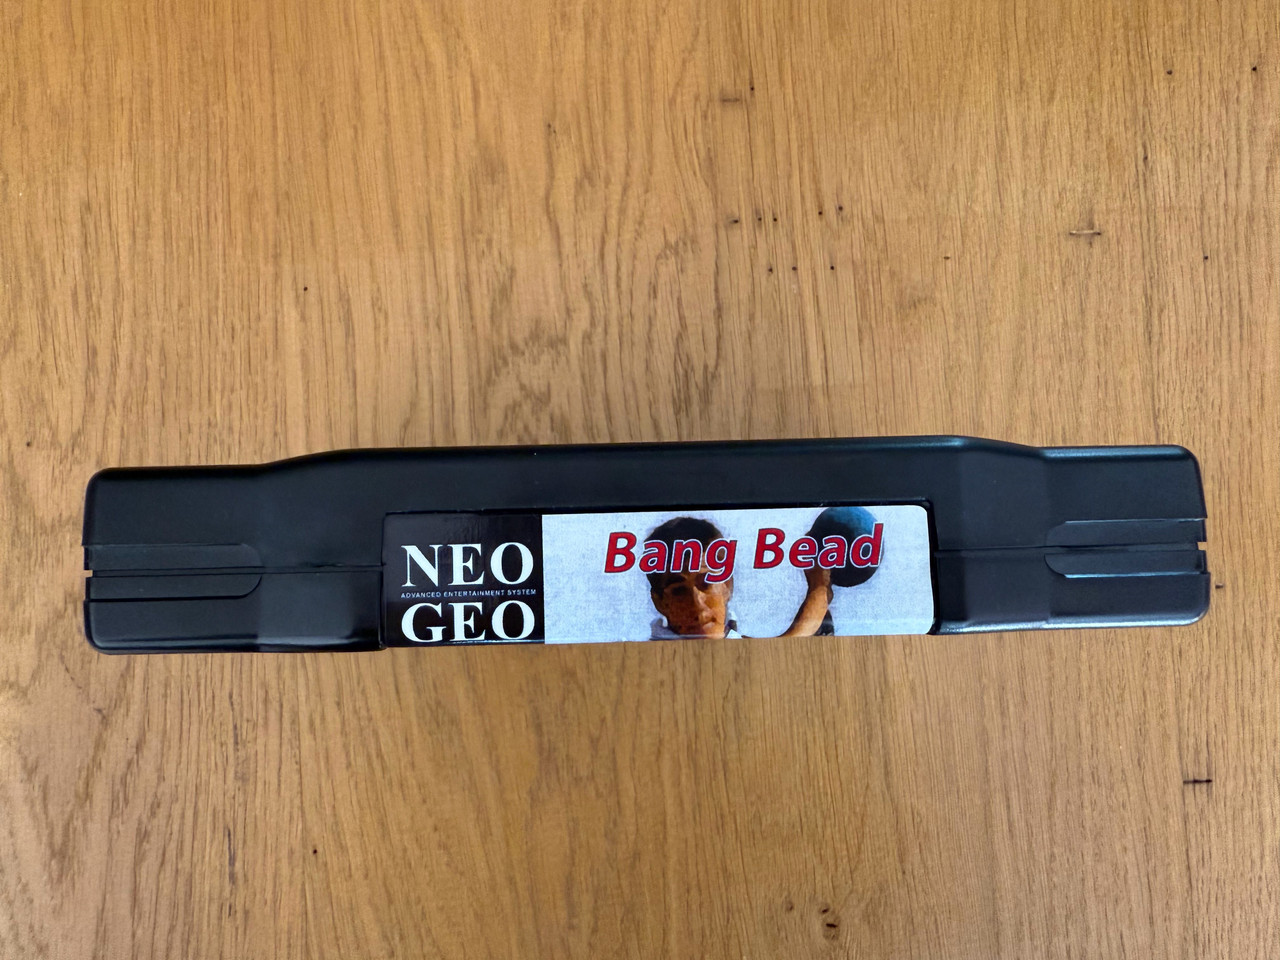 NEO
ADVANCED ENTERTAINMENT SYSTEM
GEO
Bang Bead